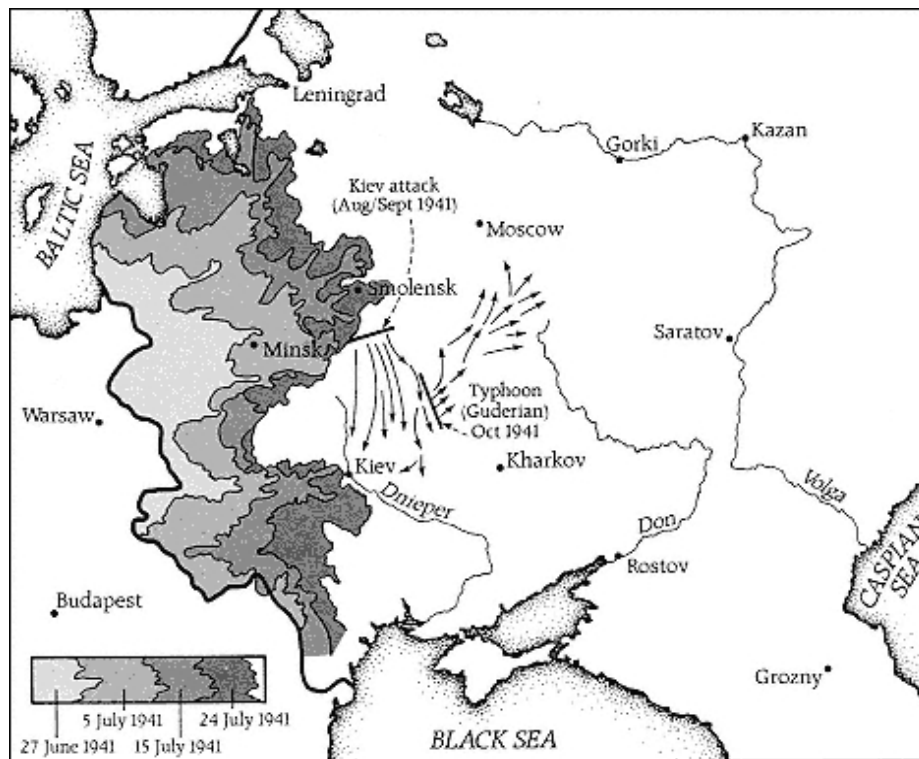 Leningrad
Gorki
Kazan
BALTIC SEA
Kiev attack
(Aug/Sept 1941)
Moscow
Smolensk
Minsk
Saratov
Warsaw
Typhoon
(Guderian)
Oct 1941
Kiev
Kharkov
Dnieper
Volga
Don
Rostov
CASPIAN
SEA
Budapest
Grozny
5 July 1941
24 July 1941
27 June 1941
15 July 1941
BLACK SEA